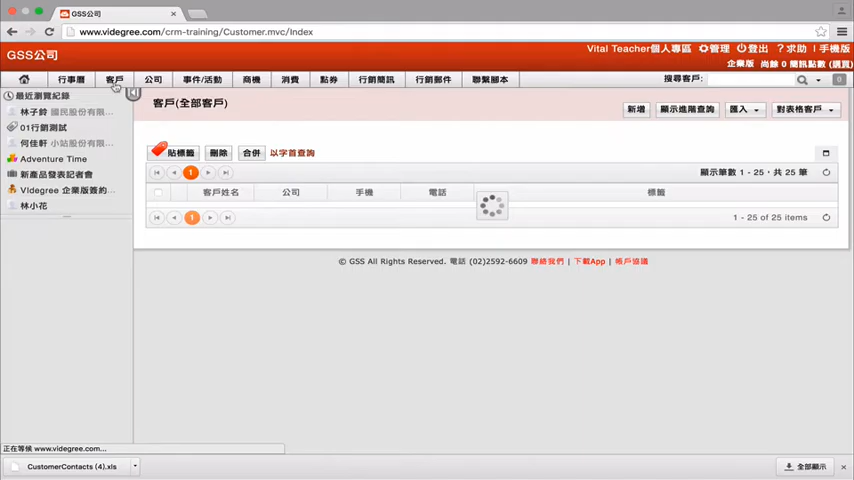 GSS公司
www.videgree.com/crm-training/Customer.mvc/Index
GSS公司
Vital Teacher個人專區 管理 登出 ?求助 | 手機版
企業版 尚餘 0 簡訊點數 (購買)
行事曆 客戶 公司 事件/活動 商機 消費 點券 行銷簡訊 行銷郵件 聯繫腳本 搜尋客戶: 0
最近瀏覽紀錄
林子鈴 國民股份有限...
01行銷測試
何佳軒 小站股份有限...
Adventure Time
新產品發表記者會
VIdegree 企業版簽約...
林小花
客戶(全部客戶)
新增 顯示進階查詢 匯入 對表格客戶
貼標籤 刪除 合併 以字首查詢
1 顯示筆數 1 - 25，共 25 筆
客戶姓名 公司 手機 電話 標籤
1 1 - 25 of 25 items
© GSS All Rights Reserved. 電話 (02)2592-6609 聯絡我們 | 下載App | 帳戶協議
正在等候 www.videgree.com...
CustomerContacts (4).xls 全部顯示